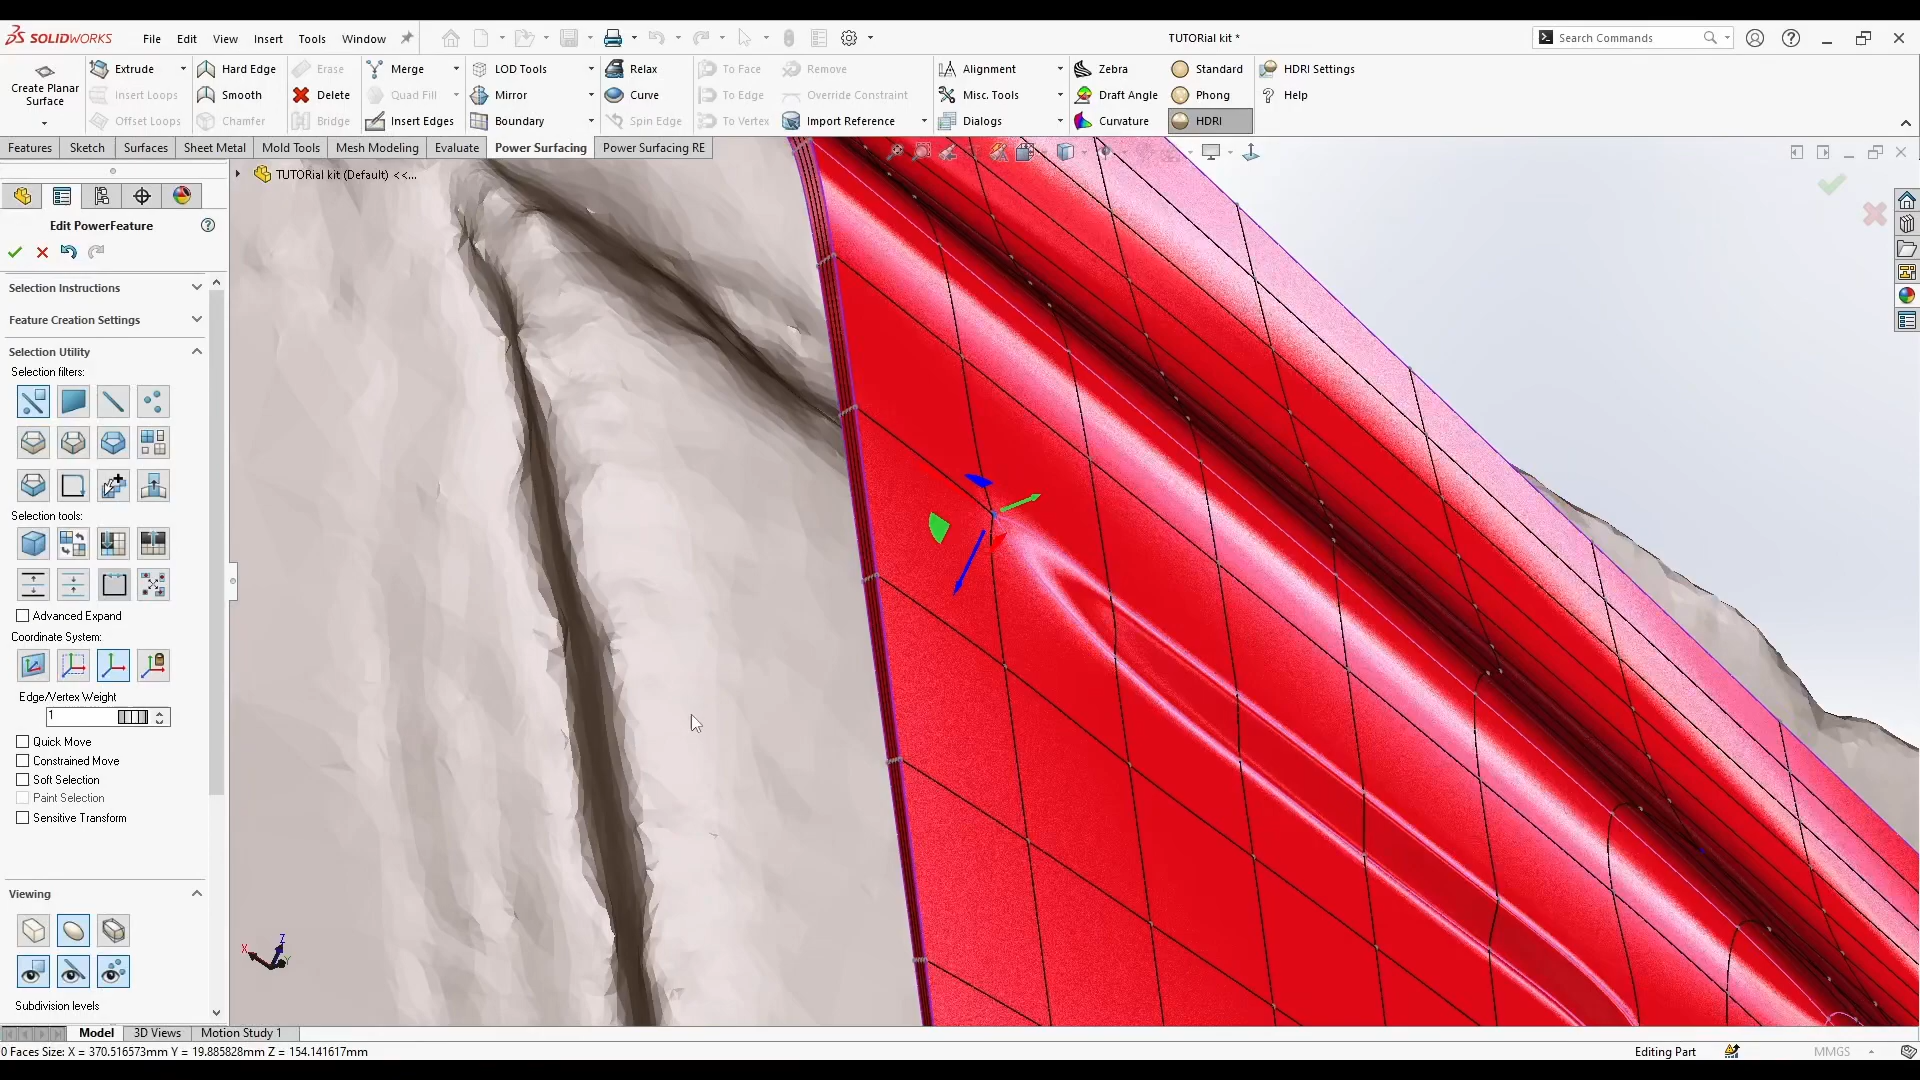 SOLIDWORKS File Edit View Insert Tools Window TUTORial kit * Search Commands
Create Planar Surface
Extrude Hard Edge Erase Merge LOD Tools Relax To Face Remove Alignment Zebra Standard HDRI Settings
Insert Loops Smooth Delete Quad Fill Mirror Curve To Edge Override Constraint Misc. Tools Draft Angle Phong Help
Offset Loops Chamfer Bridge Insert Edges Boundary Spin Edge To Vertex Import Reference Dialogs Curvature HDRI
Features Sketch Surfaces Sheet Metal Mold Tools Mesh Modeling Evaluate Power Surfacing Power Surfacing RE
TUTORial kit (Default) <<...
Edit PowerFeature
Selection Instructions
Feature Creation Settings
Selection Utility
Selection filters:
Selection tools:
Advanced Expand
Coordinate System:
Edge/Vertex Weight
1
Quick Move
Constrained Move
Soft Selection
Paint Selection
Sensitive Transform
Viewing
Subdivision levels
X Z Y
Model 3D Views Motion Study 1
0 Faces Size: X = 370.516573mm Y = 19.885828mm Z = 154.141617mm Editing Part MMGS